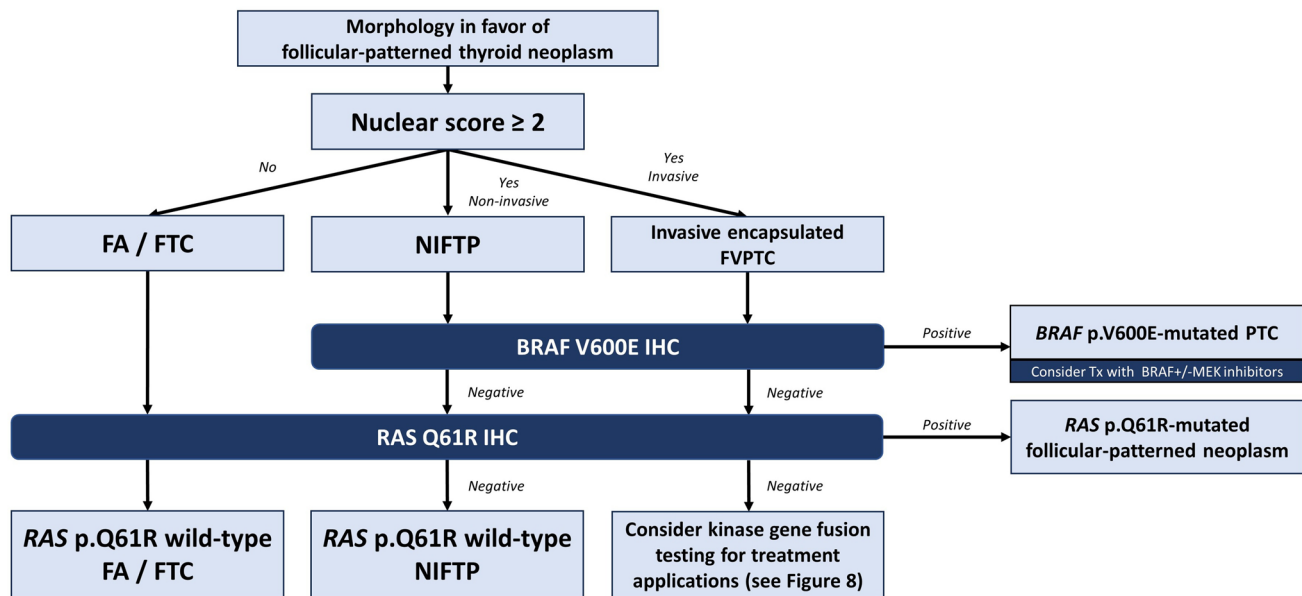 Morphology in favor of
follicular-patterned thyroid neoplasm
Nuclear score ≥ 2
No
Yes
Non-invasive
Yes
Invasive
FA / FTC
NIFTP
Invasive encapsulated
FVPTC
BRAF V600E IHC
Positive
BRAF p.V600E-mutated PTC
Consider Tx with BRAF+/-MEK inhibitors
Negative
Negative
RAS Q61R IHC
Positive
RAS p.Q61R-mutated
follicular-patterned neoplasm
Negative
Negative
Negative
RAS p.Q61R wild-type
FA / FTC
RAS p.Q61R wild-type
NIFTP
Consider kinase gene fusion
testing for treatment
applications (see Figure 8)